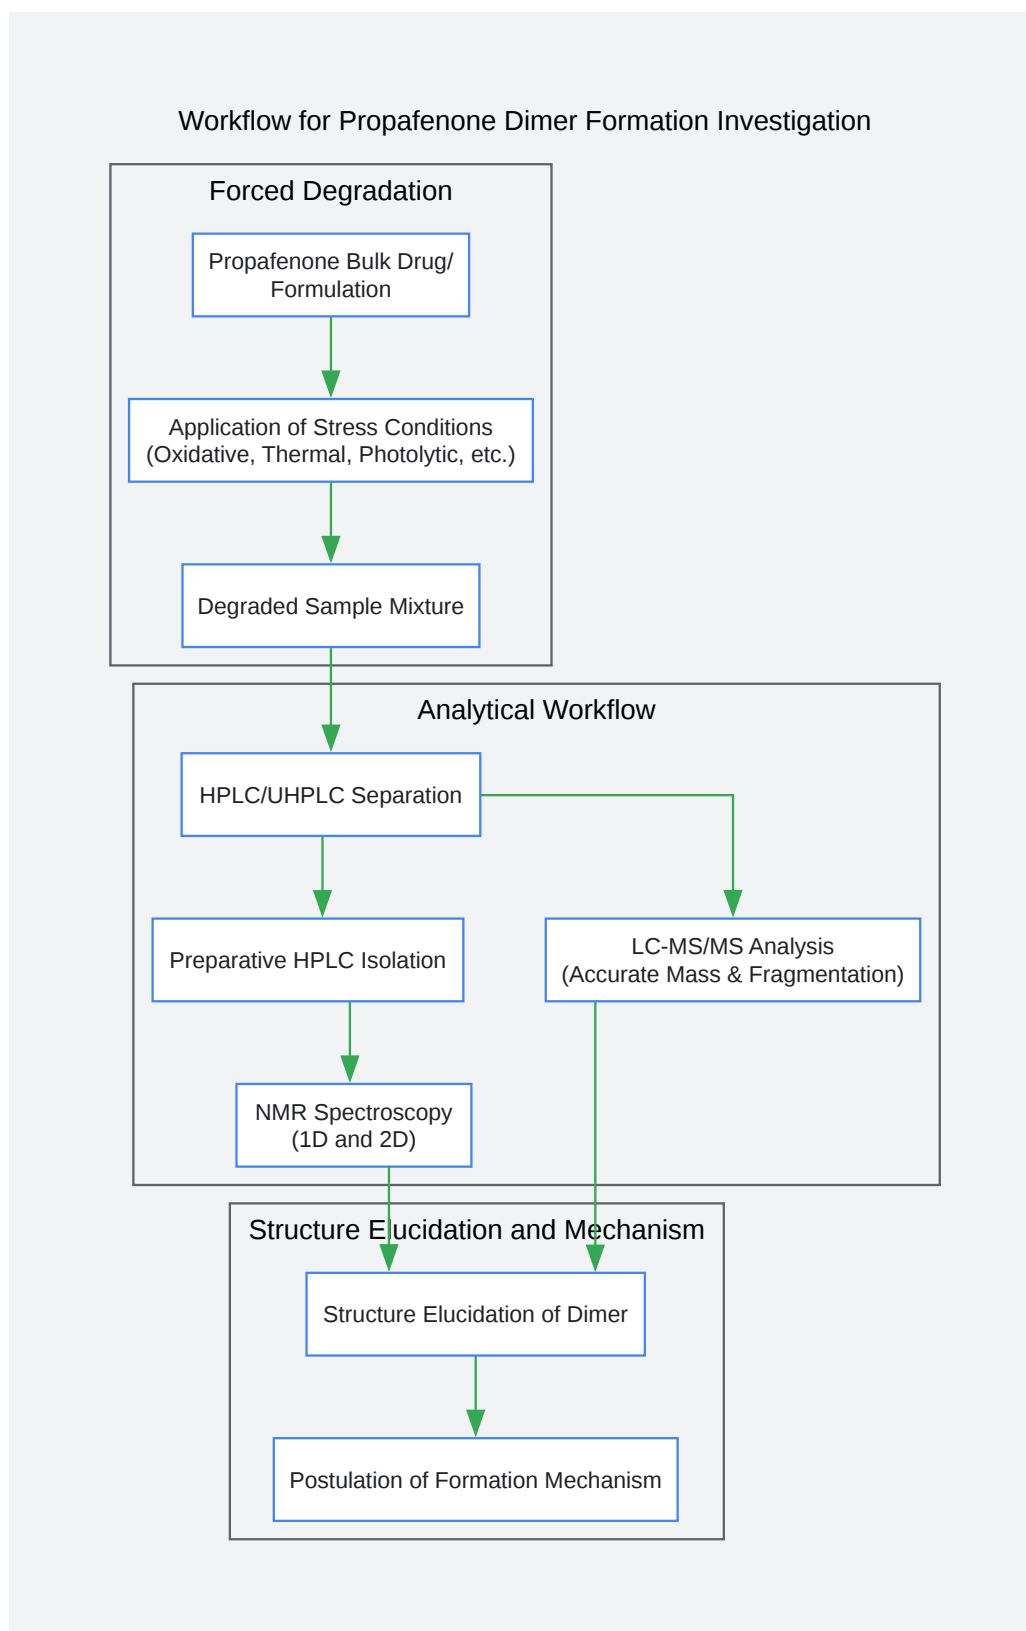 Workflow for Propafenone Dimer Formation Investigation
Forced Degradation
Propafenone Bulk Drug/
Formulation
Application of Stress Conditions
(Oxidative, Thermal, Photolytic, etc.)
Degraded Sample Mixture
Analytical Workflow
HPLC/UHPLC Separation
Preparative HPLC Isolation
LC-MS/MS Analysis
(Accurate Mass & Fragmentation)
NMR Spectroscopy
(1D and 2D)
Structure Elucidation and Mechanism
Structure Elucidation of Dimer
Postulation of Formation Mechanism